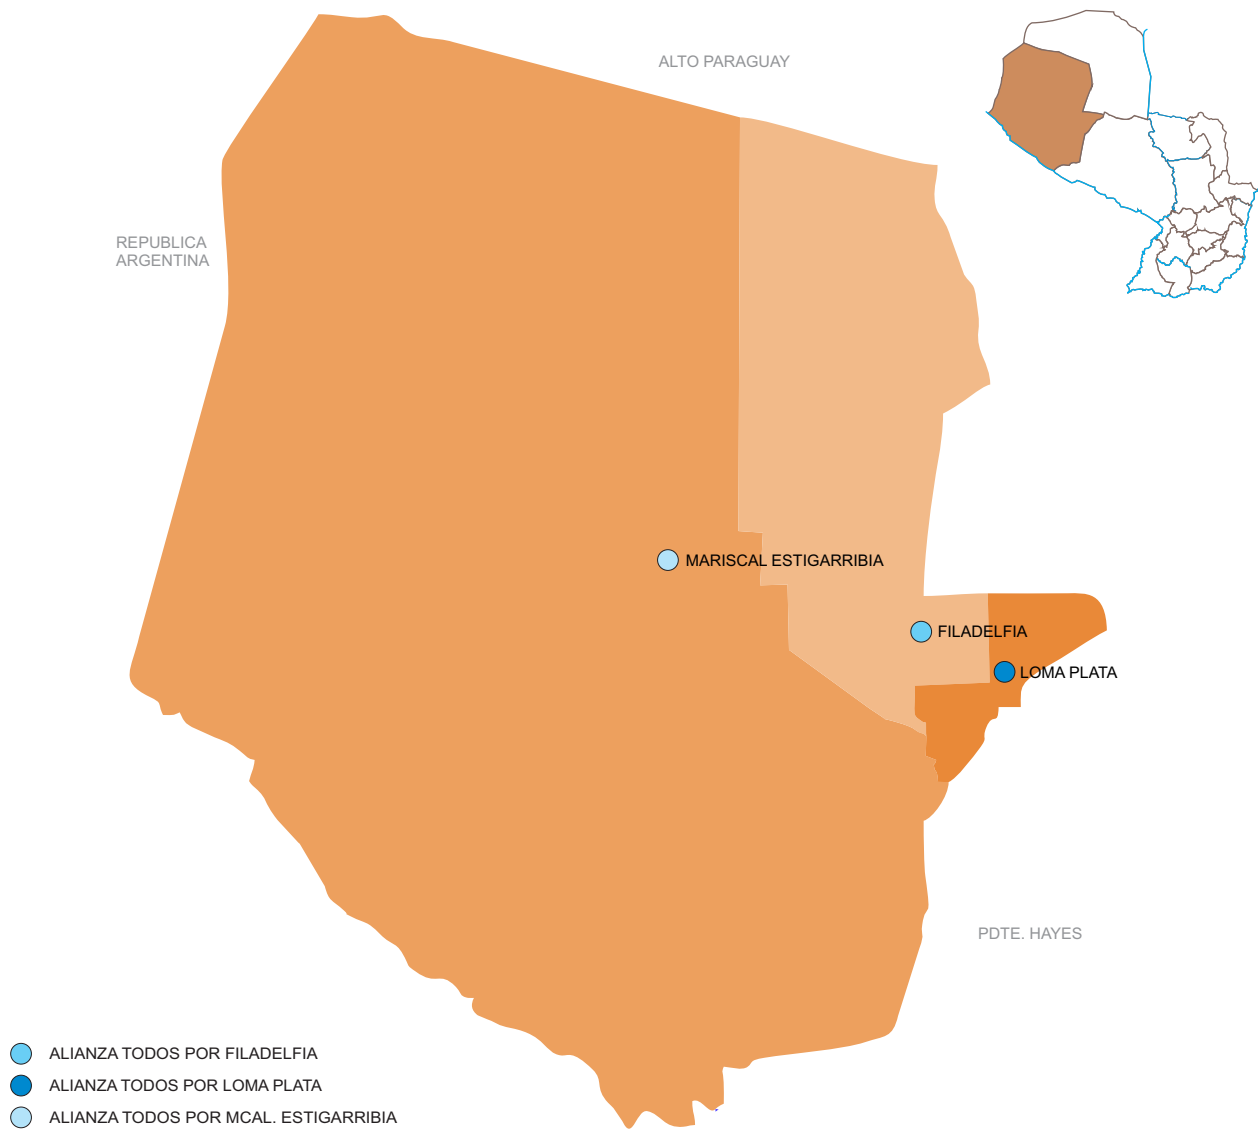 ALTO PARAGUAY
REPUBLICA
ARGENTINA
MARISCAL ESTIGARRIBIA
FILADELFIA
LOMA PLATA
PDTE. HAYES
ALIANZA TODOS POR FILADELFIA
ALIANZA TODOS POR LOMA PLATA
ALIANZA TODOS POR MCAL. ESTIGARRIBIA